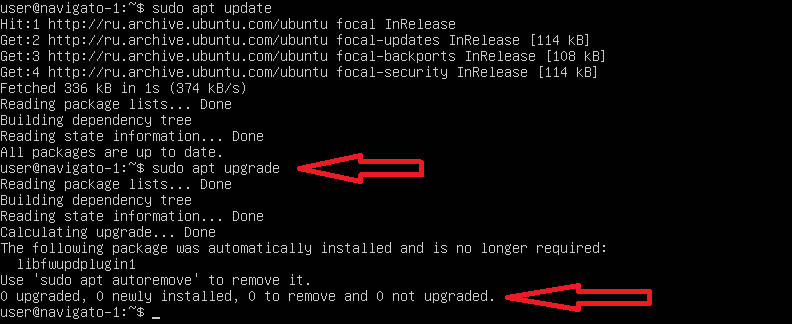 user@navigato-1:~$ sudo apt update
Hit:1 http://ru.archive.ubuntu.com/ubuntu focal InRelease
Get:2 http://ru.archive.ubuntu.com/ubuntu focal-updates InRelease [114 kB]
Get:3 http://ru.archive.ubuntu.com/ubuntu focal-backports InRelease [108 kB]
Get:4 http://ru.archive.ubuntu.com/ubuntu focal-security InRelease [114 kB]
Fetched 336 kB in 1s (374 kB/s)
Reading package lists... Done
Building dependency tree
Reading state information... Done
All packages are up to date.
user@navigato-1:~$ sudo apt upgrade
Reading package lists... Done
Building dependency tree
Reading state information... Done
Calculating upgrade... Done
The following package was automatically installed and is no longer required:
  libfwupdplugin1
Use 'sudo apt autoremove' to remove it.
0 upgraded, 0 newly installed, 0 to remove and 0 not upgraded.
user@navigato-1:~$ _